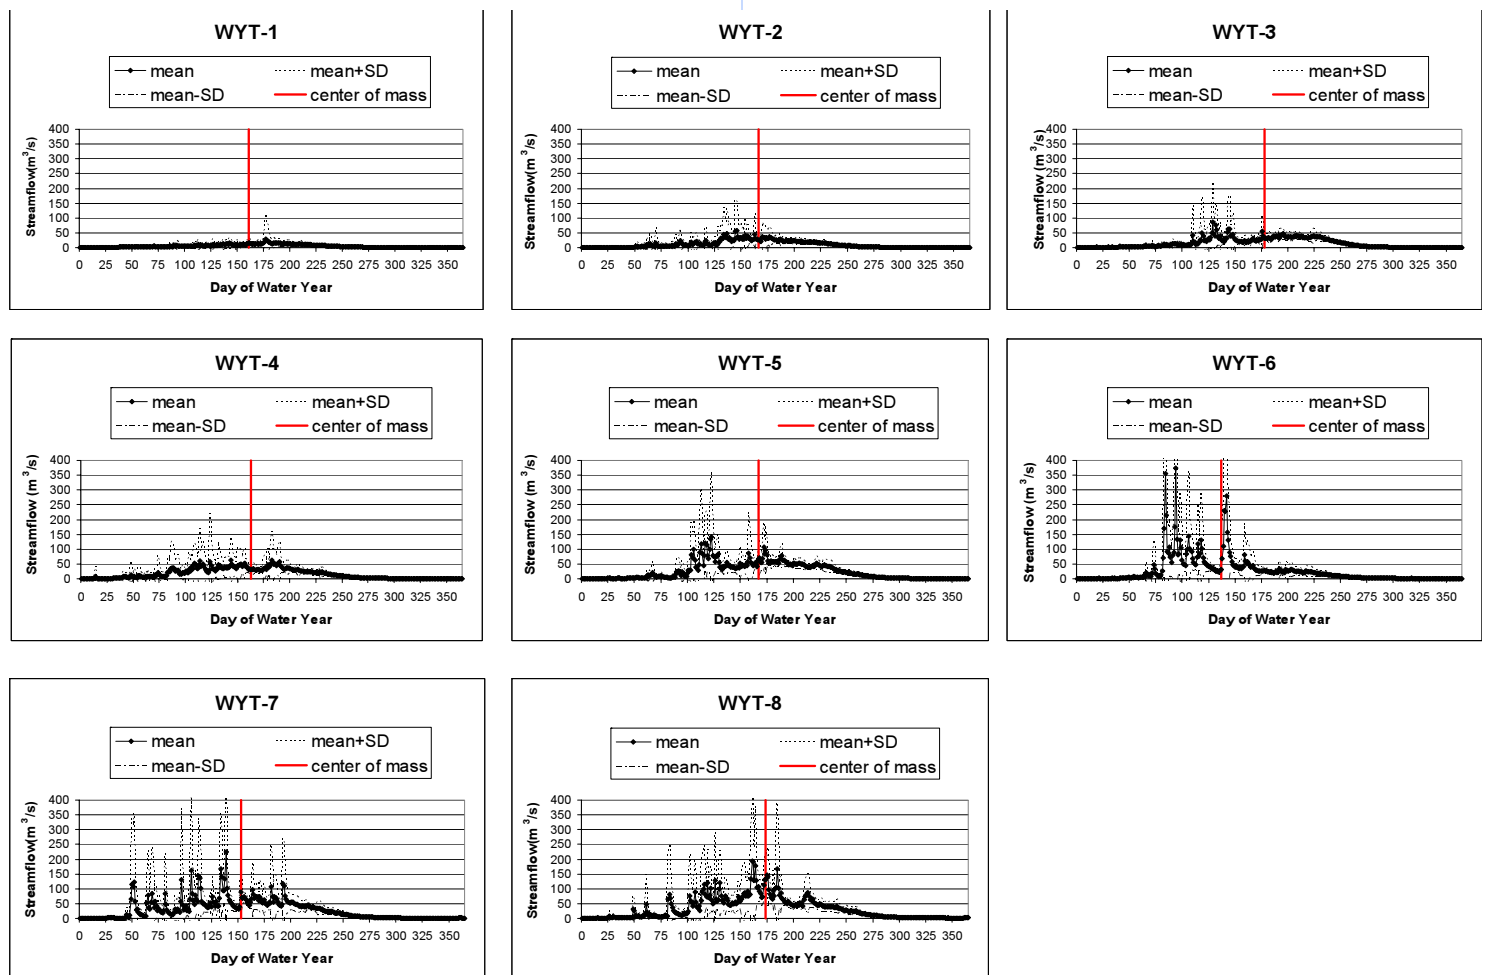 WYT-1
mean mean+SD
mean-SD center of mass
Streamflow(m³/s)
400
350
300
250
200
150
100
50
0
0 25 50 75 100 125 150 175 200 225 250 275 300 325 350
Day of Water Year
WYT-2
mean mean+SD
mean-SD center of mass
Streamflow (m³/s)
400
350
300
250
200
150
100
50
0
0 25 50 75 100 125 150 175 200 225 250 275 300 325 350
Day of Water Year
WYT-3
mean mean+SD
mean-SD center of mass
Streamflow (m³/s)
400
350
300
250
200
150
100
50
0
0 25 50 75 100 125 150 175 200 225 250 275 300 325 350
Day of Water Year
WYT-4
mean mean+SD
mean-SD center of mass
Streamflow (m³/s)
400
350
300
250
200
150
100
50
0
0 25 50 75 100 125 150 175 200 225 250 275 300 325 350
Day of Water Year
WYT-5
mean mean+SD
mean-SD center of mass
Streamflow (m³/s)
400
350
300
250
200
150
100
50
0
0 25 50 75 100 125 150 175 200 225 250 275 300 325 350
Day of Water Year
WYT-6
mean mean+SD
mean-SD center of mass
Streamflow (m³/s)
400
350
300
250
200
150
100
50
0
0 25 50 75 100 125 150 175 200 225 250 275 300 325 350
Day of Water Year
WYT-7
mean mean+SD
mean-SD center of mass
Streamflow(m³/s)
400
350
300
250
200
150
100
50
0
0 25 50 75 100 125 150 175 200 225 250 275 300 325 350
Day of Water Year
WYT-8
mean mean+SD
mean-SD center of mass
Streamflow(m³/s)
400
350
300
250
200
150
100
50
0
0 25 50 75 100 125 150 175 200 225 250 275 300 325 350
Day of Water Year